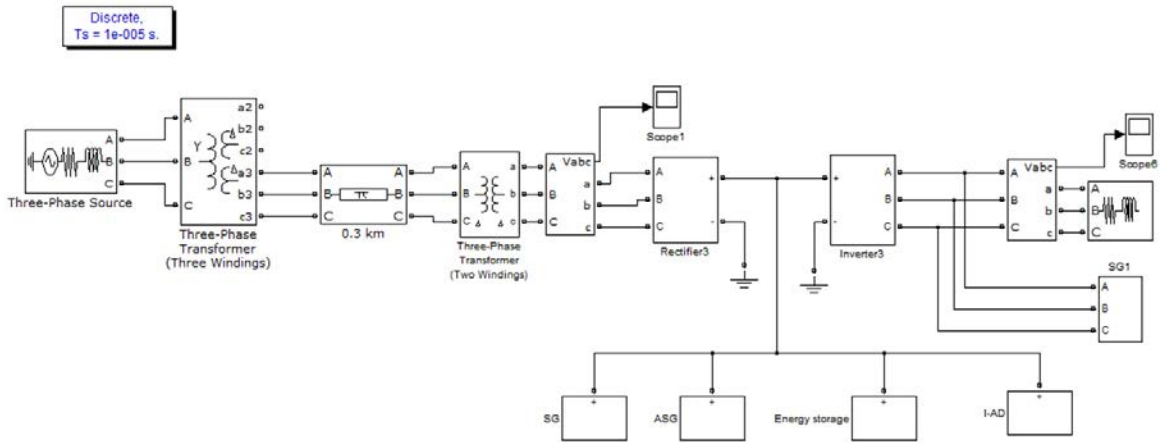 Discrete,
Ts = 1e-005 s.
A
B
C
Three-Phase Source
A
B
C
Y
a2
b2
c2
a3
b3
c3
Three-Phase
Transformer
(Three Windings)
A
B
C
A
B
C
0.3 km
A
B
C
a
b
c
Three-Phase
Transformer
(Two Windings)
A
B
C
Vabc
a
b
c
Scope1
A
B
C
+
-
Rectifier3
+
-
A
B
C
Inverter3
A
B
C
Vabc
a
b
c
Scope6
A
B
C
SG1
A
B
C
SG
+
ASG
+
Energy storage
+
I-AD
+